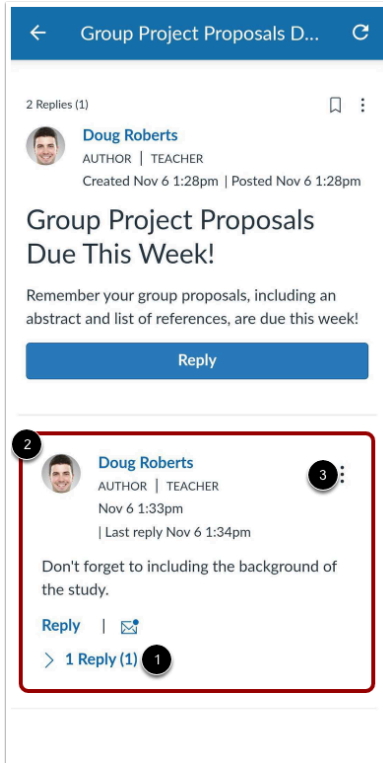 Group Project Proposals D...
2 Replies (1)
Doug Roberts
AUTHOR | TEACHER
Created Nov 6 1:28pm | Posted Nov 6 1:28pm
Group Project Proposals
Due This Week!
Remember your group proposals, including an
abstract and list of references, are due this week!
Reply
2
Doug Roberts
3
AUTHOR | TEACHER
Nov 6 1:33pm
| Last reply Nov 6 1:34pm
Don't forget to including the background of
the study.
Reply |
1 Reply (1) 1